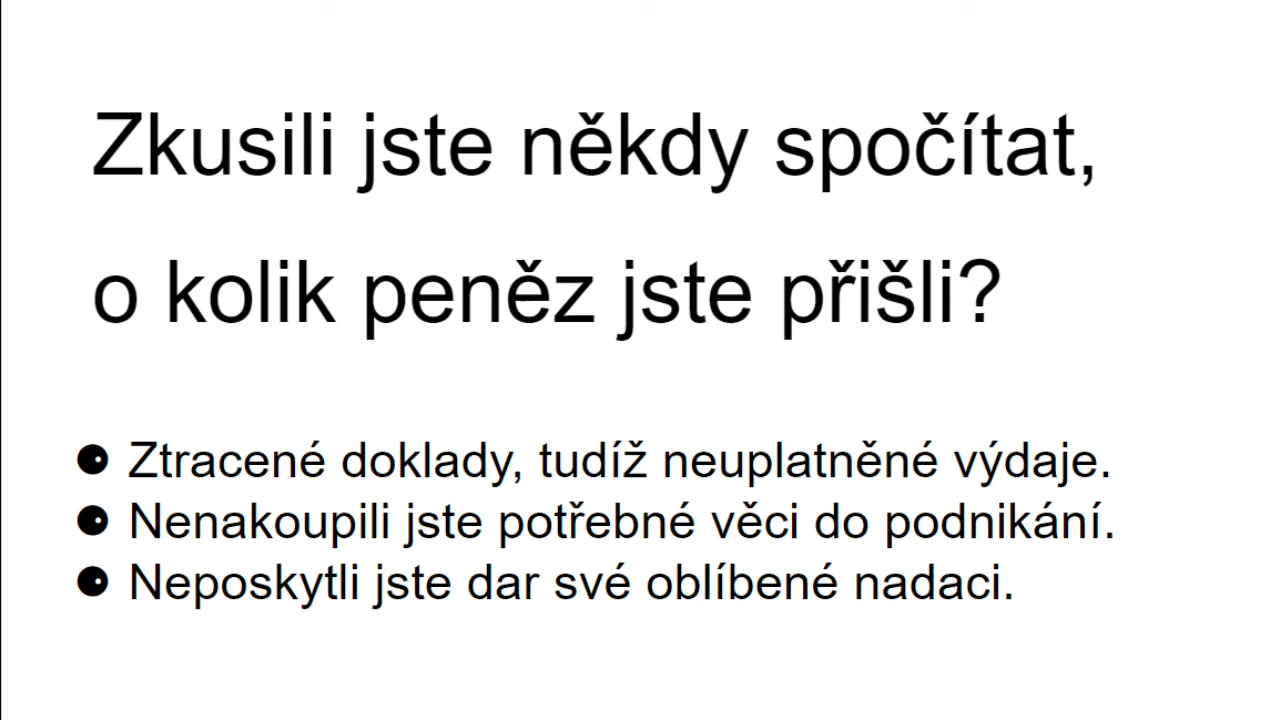 Zkusili jste někdy spočítat,
o kolik peněz jste přišli?
⚈ Ztracené doklady, tudíž neuplatněné výdaje.
⚈ Nenakoupili jste potřebné věci do podnikání.
⚈ Neposkytli jste dar své oblíbené nadaci.